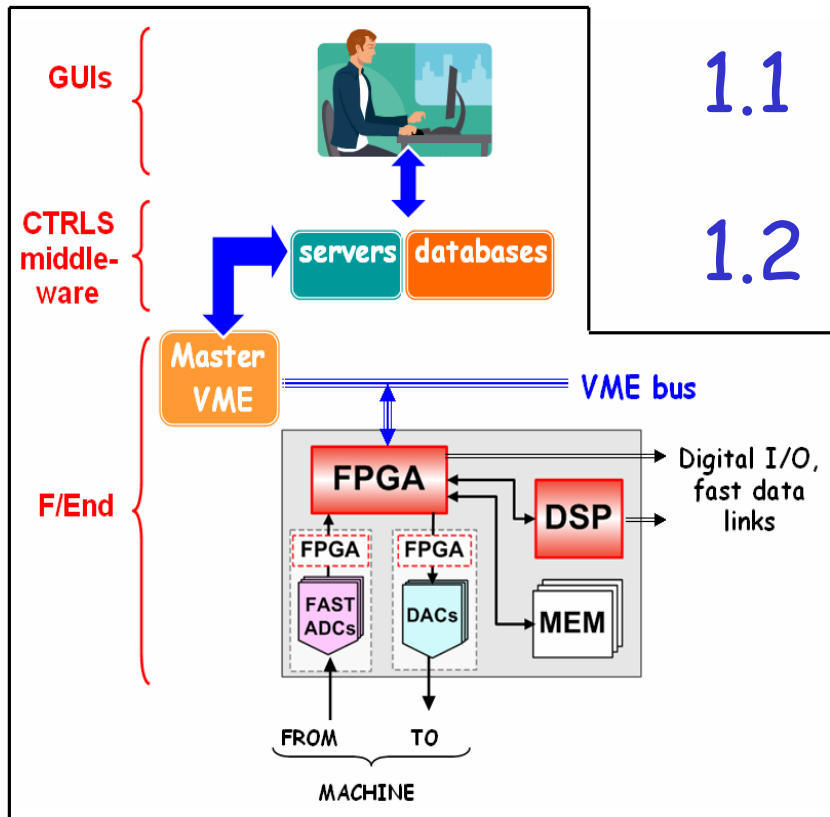 GUIs
1.1
CTRLS
middle-
ware
servers
databases
1.2
Master
VME
VME bus
F/End
FPGA
DSP
Digital I/O,
fast data
links
FPGA
FPGA
FAST
ADCs
DACs
MEM
FROM
TO
MACHINE